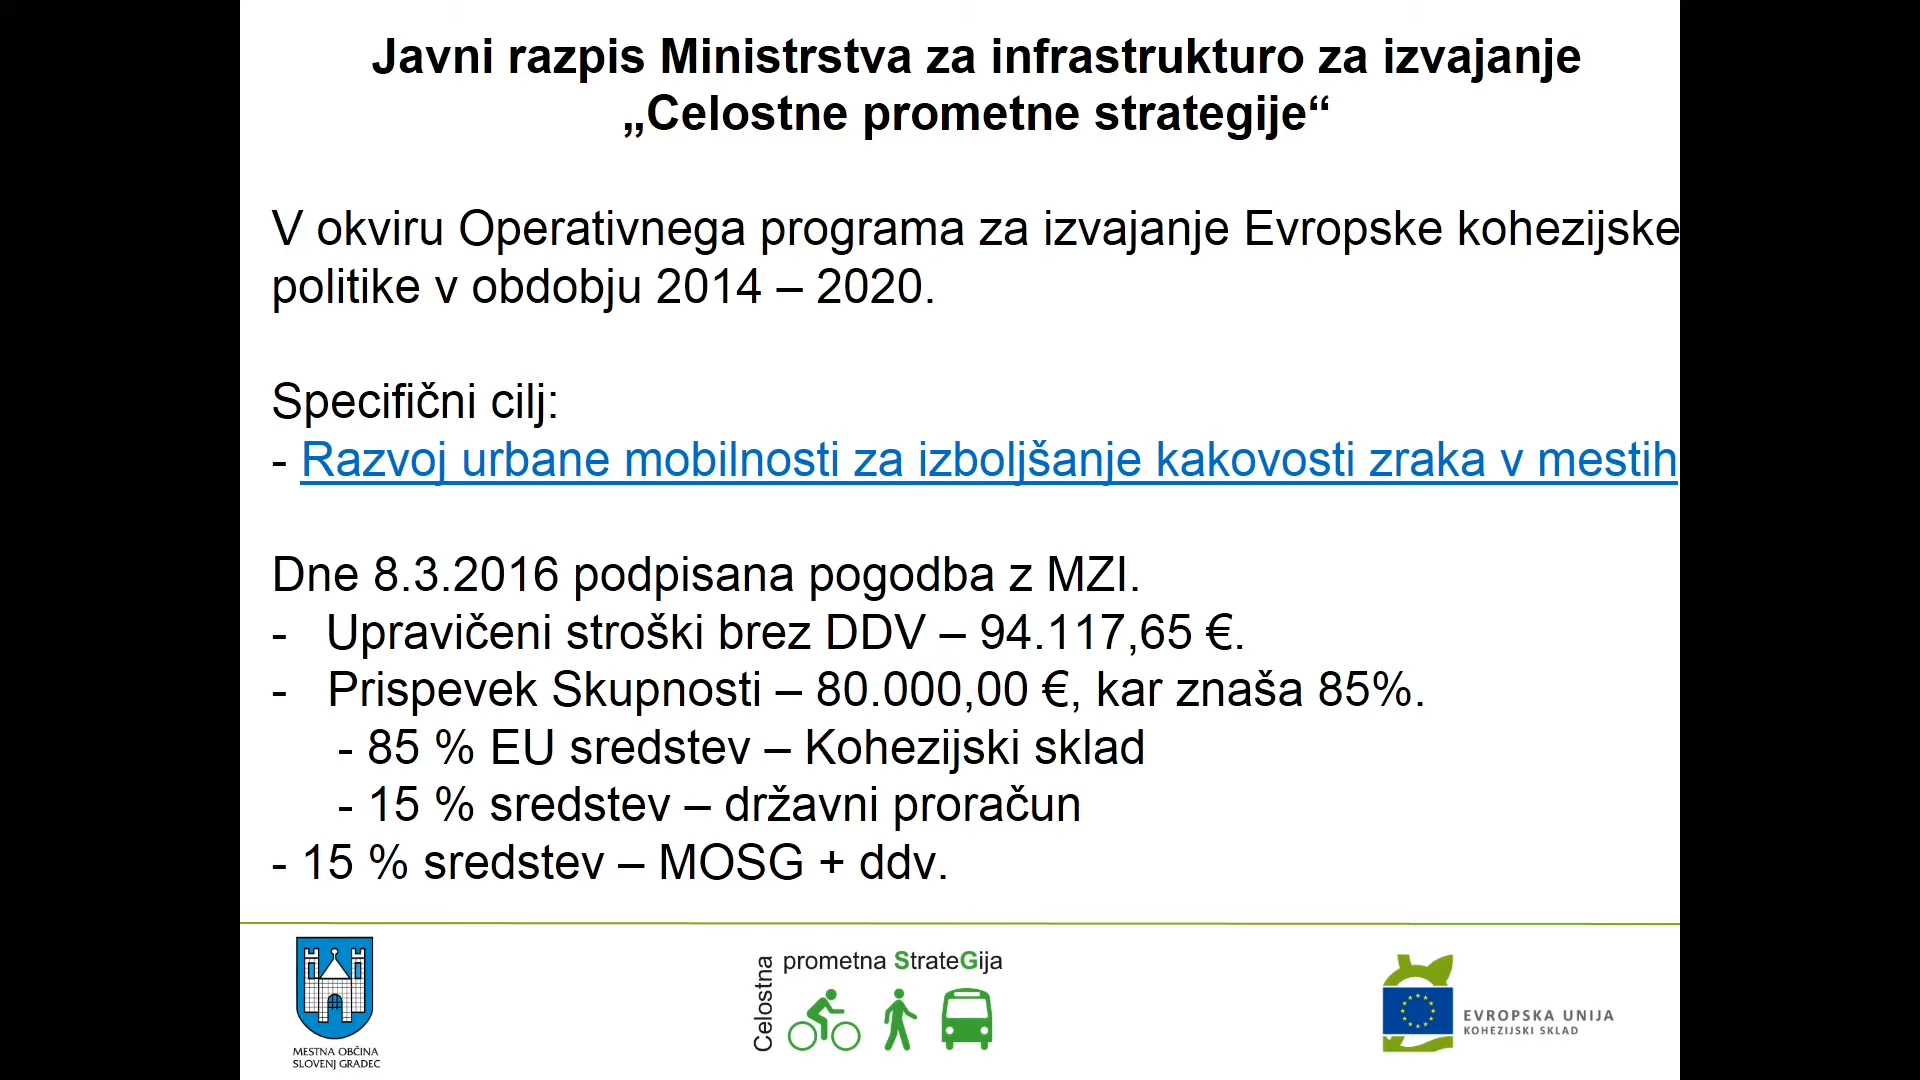 Javni razpis Ministrstva za infrastrukturo za izvajanje
„Celostne prometne strategije“
V okviru Operativnega programa za izvajanje Evropske kohezijske
politike v obdobju 2014 – 2020.
Specifični cilj:
- Razvoj urbane mobilnosti za izboljšanje kakovosti zraka v mestih
Dne 8.3.2016 podpisana pogodba z MZI.
- Upravičeni stroški brez DDV – 94.117,65 €.
- Prispevek Skupnosti – 80.000,00 €, kar znaša 85%.
- 85 % EU sredstev – Kohezijski sklad
- 15 % sredstev – državni proračun
- 15 % sredstev – MOSG + ddv.
MESTNA OBČINA
SLOVENJ GRADEC
Celostna
prometna StrateGija
EVROPSKA UNIJA
KOHEZIJSKI SKLAD